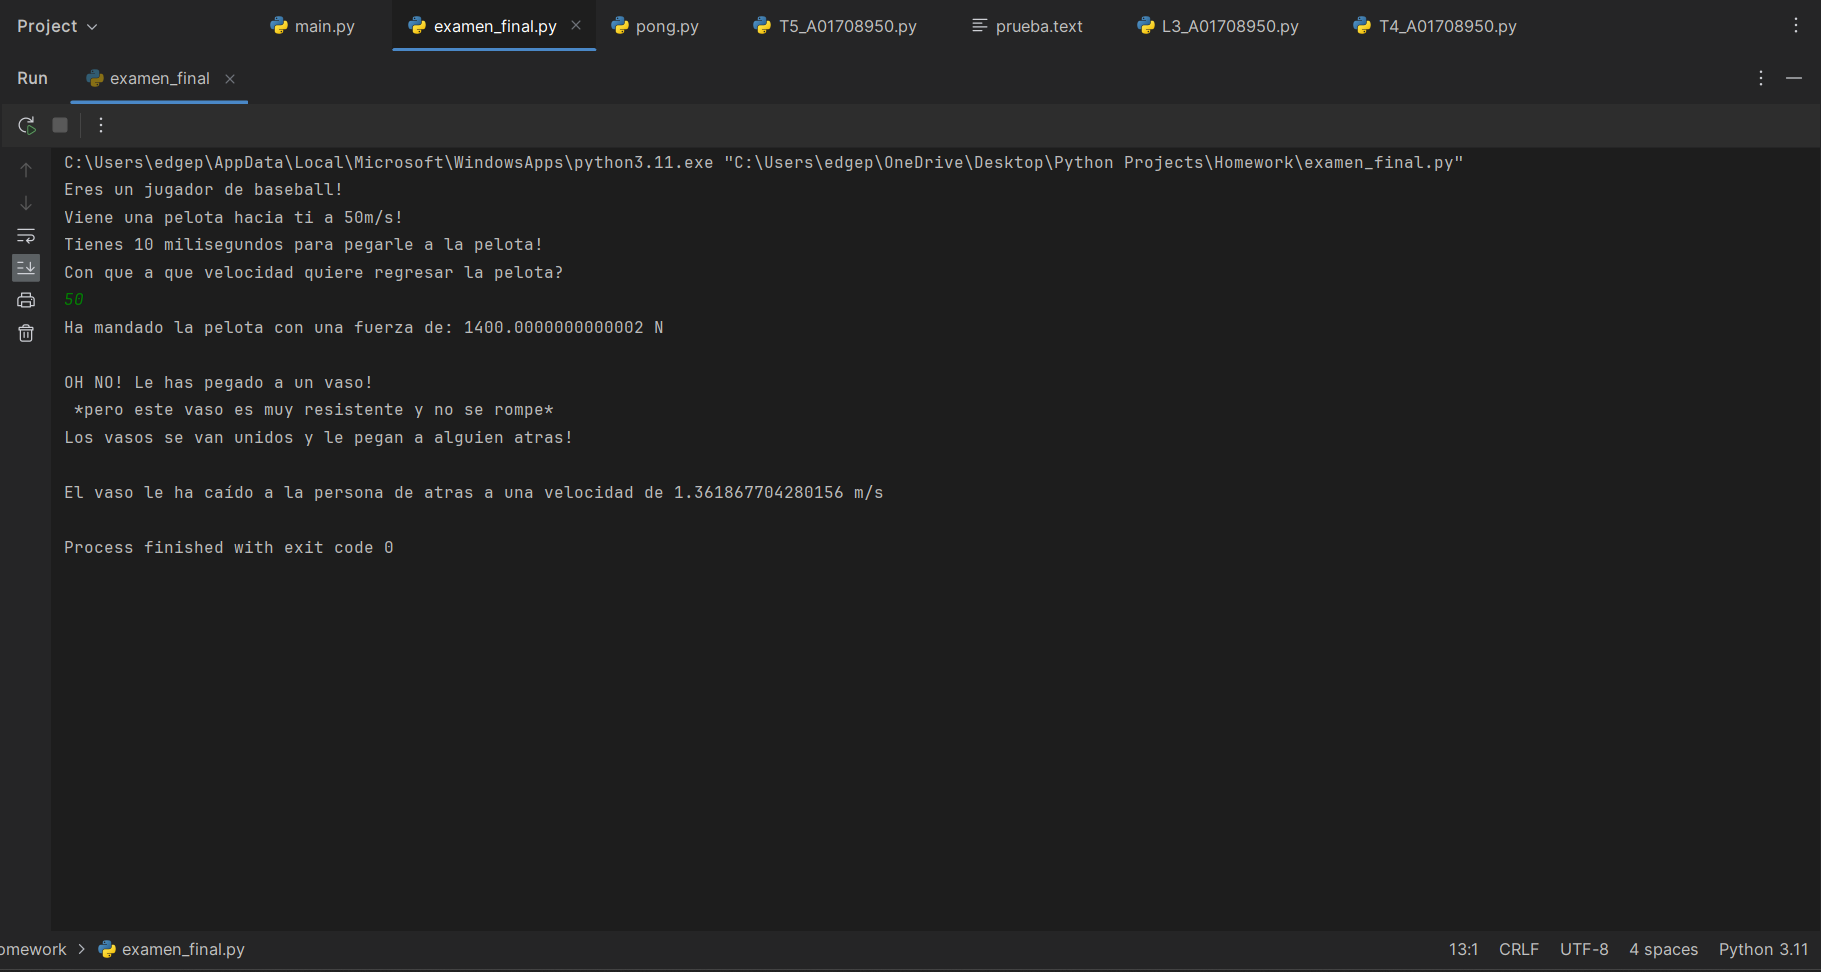 Project
main.py
examen_final.py
pong.py
T5_A01708950.py
prueba.text
L3_A01708950.py
T4_A01708950.py
Run
examen_final
C:\Users\edgep\AppData\Local\Microsoft\WindowsApps\python3.11.exe "C:\Users\edgep\OneDrive\Desktop\Python Projects\Homework\examen_final.py"
Eres un jugador de baseball!
Viene una pelota hacia ti a 50m/s!
Tienes 10 milisegundos para pegarle a la pelota!
Con que a que velocidad quiere regresar la pelota?
50
Ha mandado la pelota con una fuerza de: 1400.0000000000002 N
OH NO! Le has pegado a un vaso!
*pero este vaso es muy resistente y no se rompe*
Los vasos se van unidos y le pegan a alguien atras!
El vaso le ha caído a la persona de atras a una velocidad de 1.361867704280156 m/s
Process finished with exit code 0
omework > examen_final.py
13:1 CRLF UTF-8 4 spaces Python 3.11